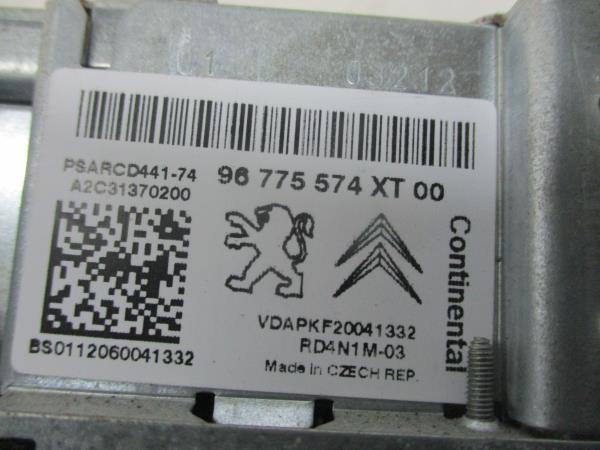 PSARCD441-74
A2C31370200
96 775 574 XT 00
Continental
VDAPKF20041332
RD4N1M-03
BS0112060041332
Made in CZECH REP.